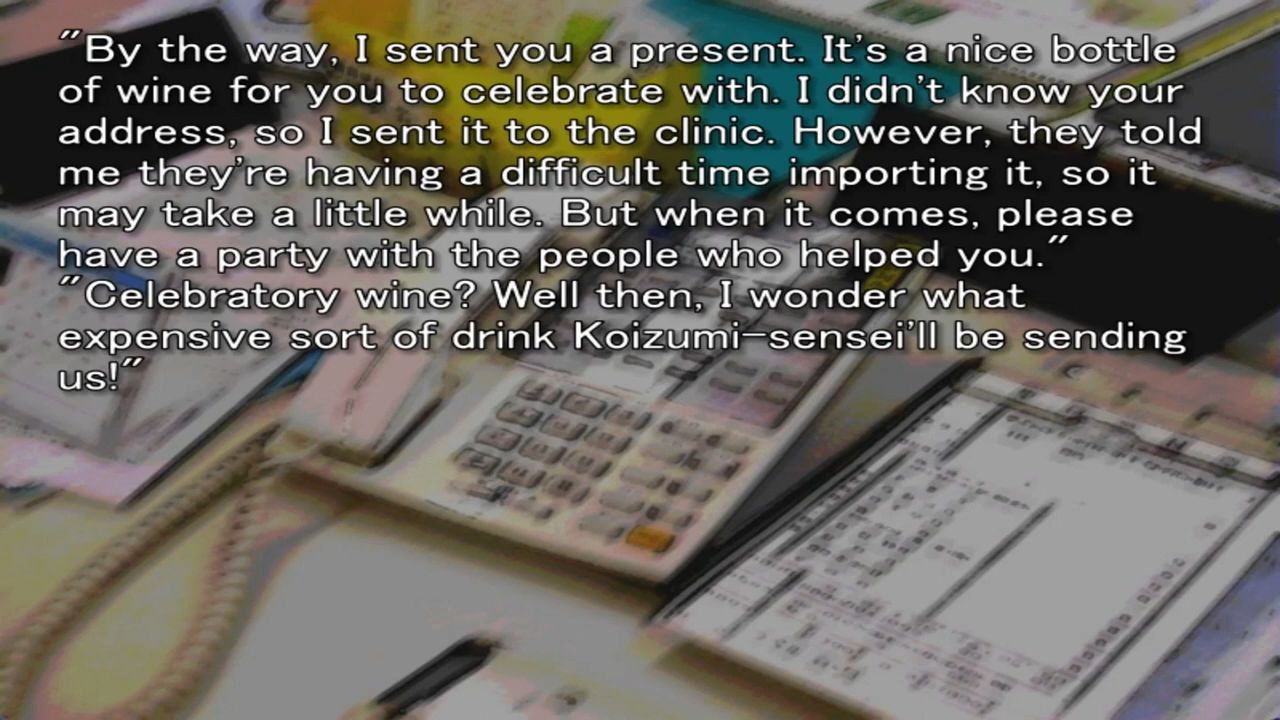 "By the way, I sent you a present. It's a nice bottle
of wine for you to celebrate with. I didn't know your
address, so I sent it to the clinic. However, they told
me they're having a difficult time importing it, so it
may take a little while. But when it comes, please
have a party with the people who helped you."
"Celebratory wine? Well then, I wonder what
expensive sort of drink Koizumi-sensei'll be sending
us!"